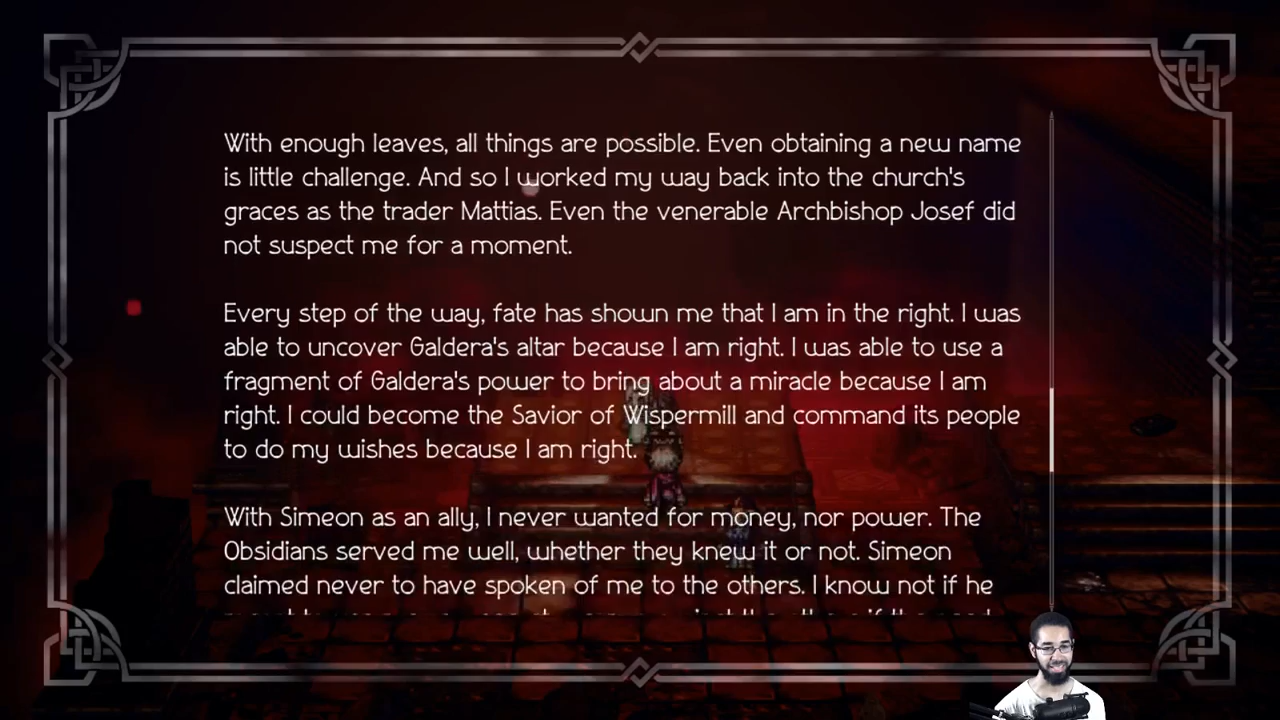 With enough leaves, all things are possible. Even obtaining a new name
is little challenge. And so I worked my way back into the church's
graces as the trader Mattias. Even the venerable Archbishop Josef did
not suspect me for a moment.
Every step of the way, fate has shown me that I am in the right. I was
able to uncover Galdera's altar because I am right. I was able to use a
fragment of Galdera's power to bring about a miracle because I am
right. I could become the Savior of Wispermill and command its people
to do my wishes because I am right.
With Simeon as an ally, I never wanted for money, nor power. The
Obsidians served me well, whether they knew it or not. Simeon
claimed never to have spoken of me to the others. I know not if he